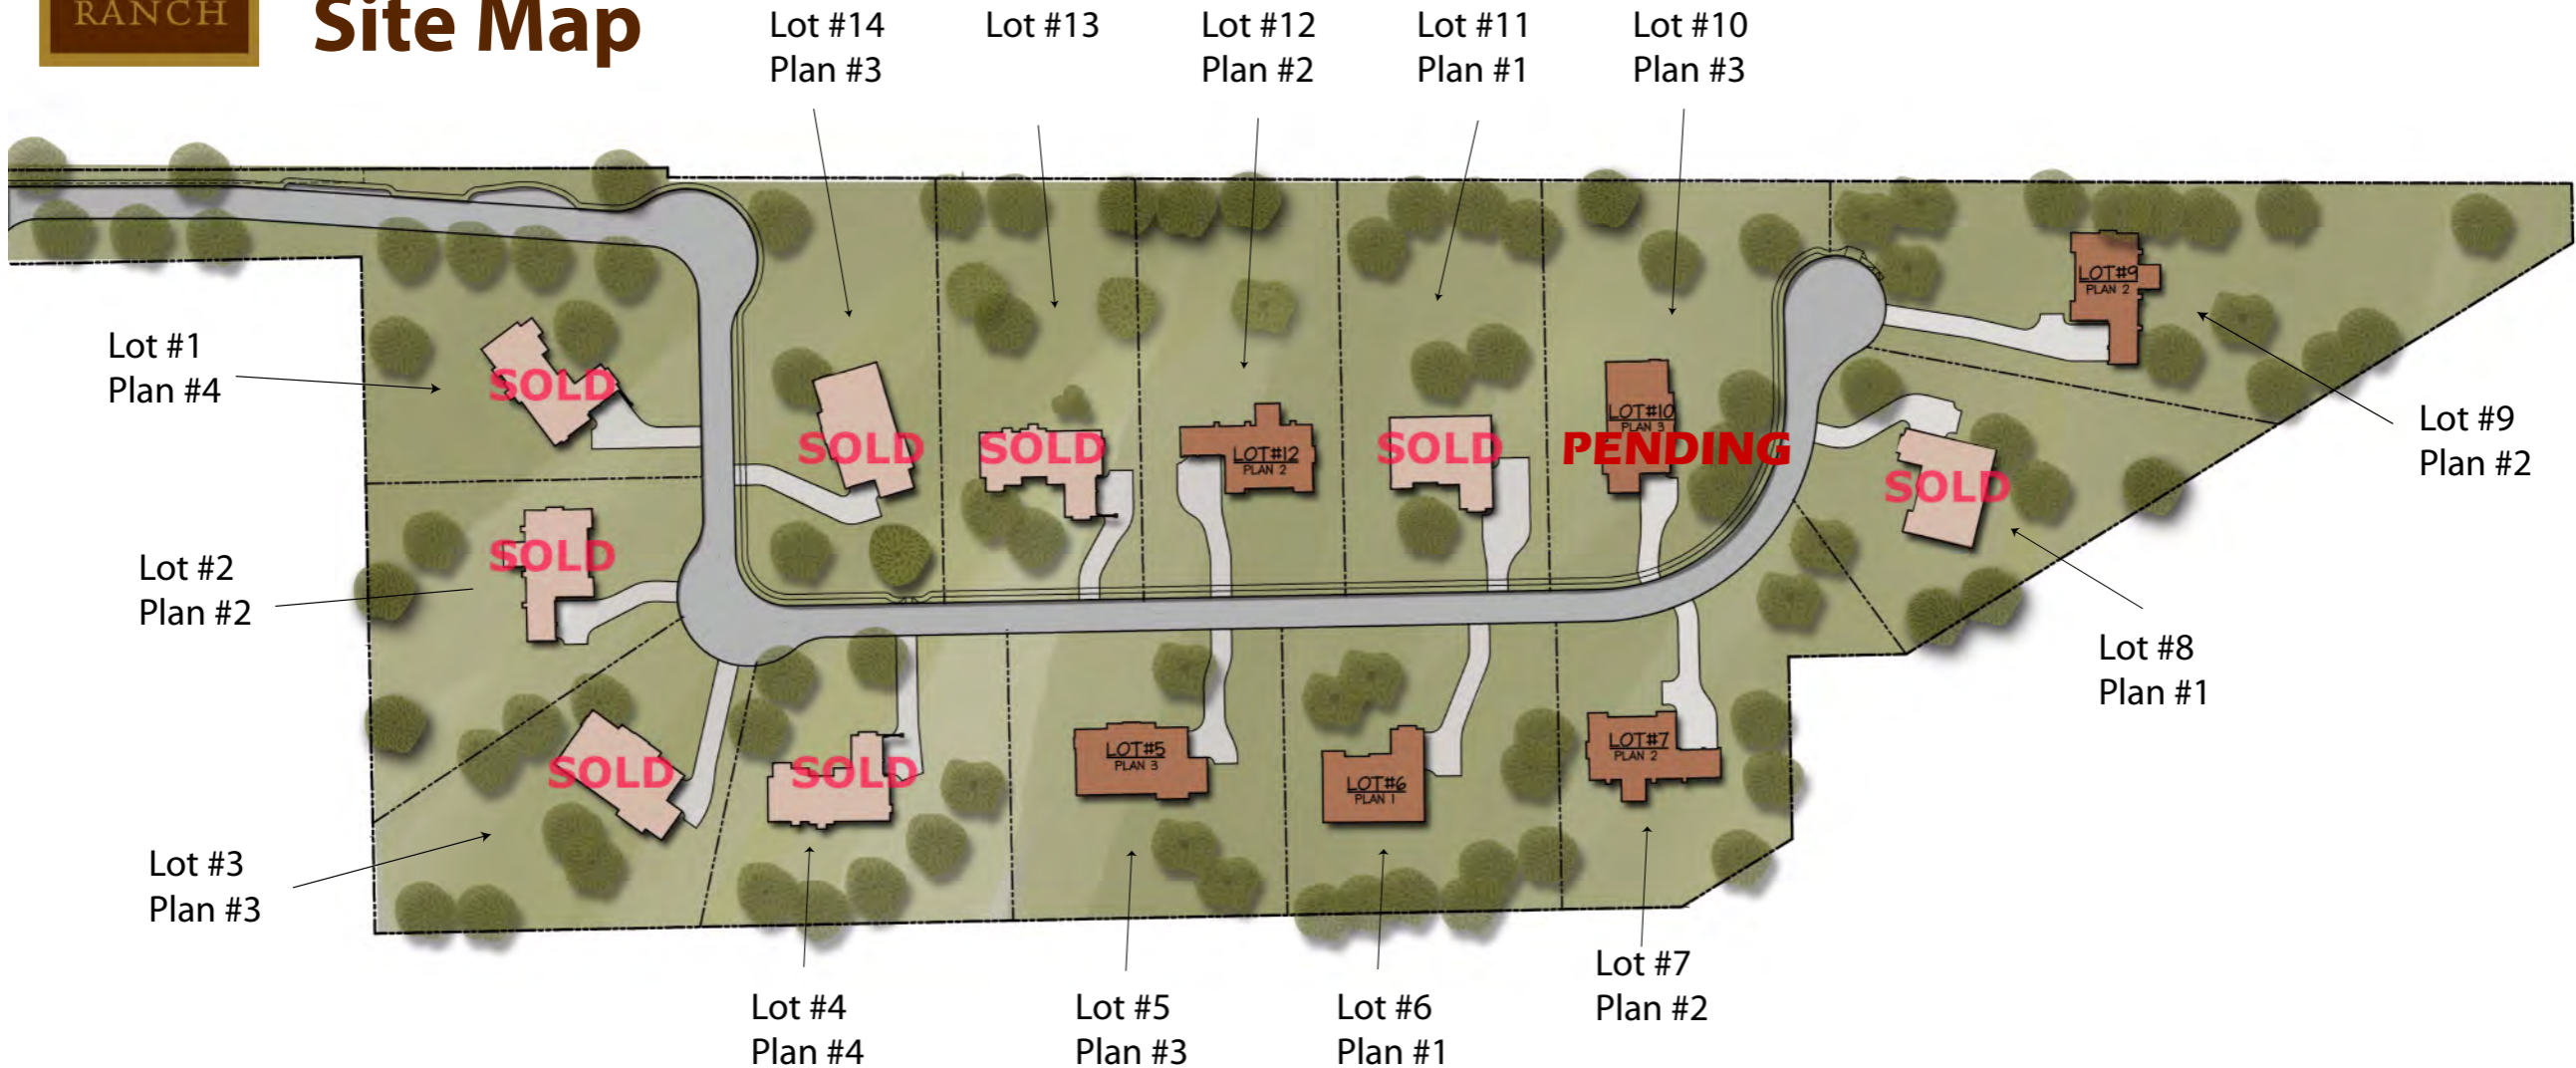 RANCH
Site Map
Lot #14
Plan #3
Lot #13
Lot #12
Plan #2
Lot #11
Plan #1
Lot #10
Plan #3
Lot #1
Plan #4
SOLD
SOLD
SOLD
LOT#12
PLAN 2
SOLD
LOT#10
PLAN 3
PENDING
LOT#9
PLAN 2
Lot #9
Plan #2
SOLD
Lot #2
Plan #2
SOLD
Lot #8
Plan #1
Lot #3
Plan #3
SOLD
SOLD
LOT#5
PLAN 3
LOT#6
PLAN 1
LOT#7
PLAN 2
Lot #4
Plan #4
Lot #5
Plan #3
Lot #6
Plan #1
Lot #7
Plan #2